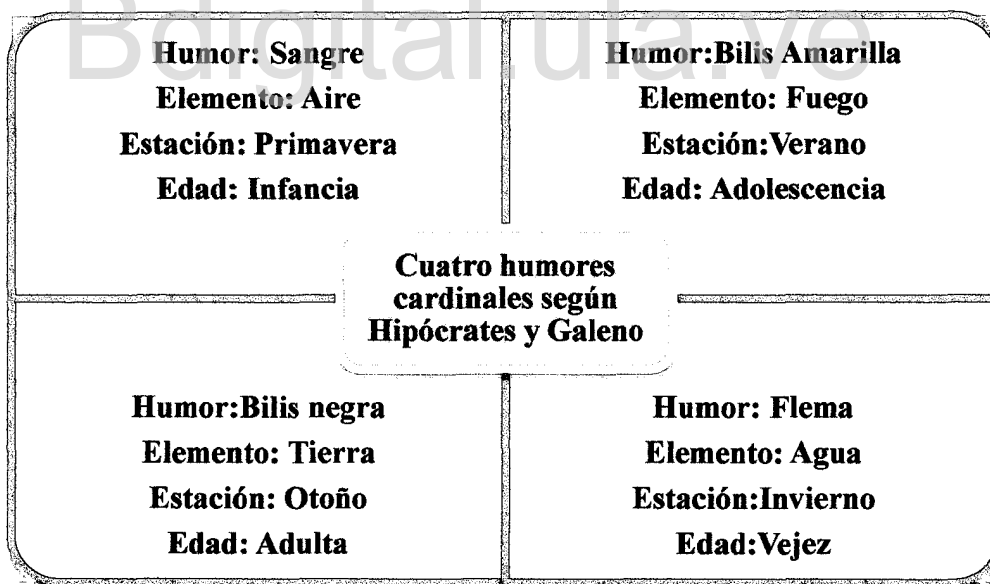 Bdigital.ula.ve
Humor: Sangre
Elemento: Aire
Estación: Primavera
Edad: Infancia
Humor:Bilis Amarilla
Elemento: Fuego
Estación:Verano
Edad: Adolescencia
Cuatro humores
cardinales según
Hipócrates y Galeno
Humor:Bilis negra
Elemento: Tierra
Estación: Otoño
Edad: Adulta
Humor: Flema
Elemento: Agua
Estación:Invierno
Edad:Vejez